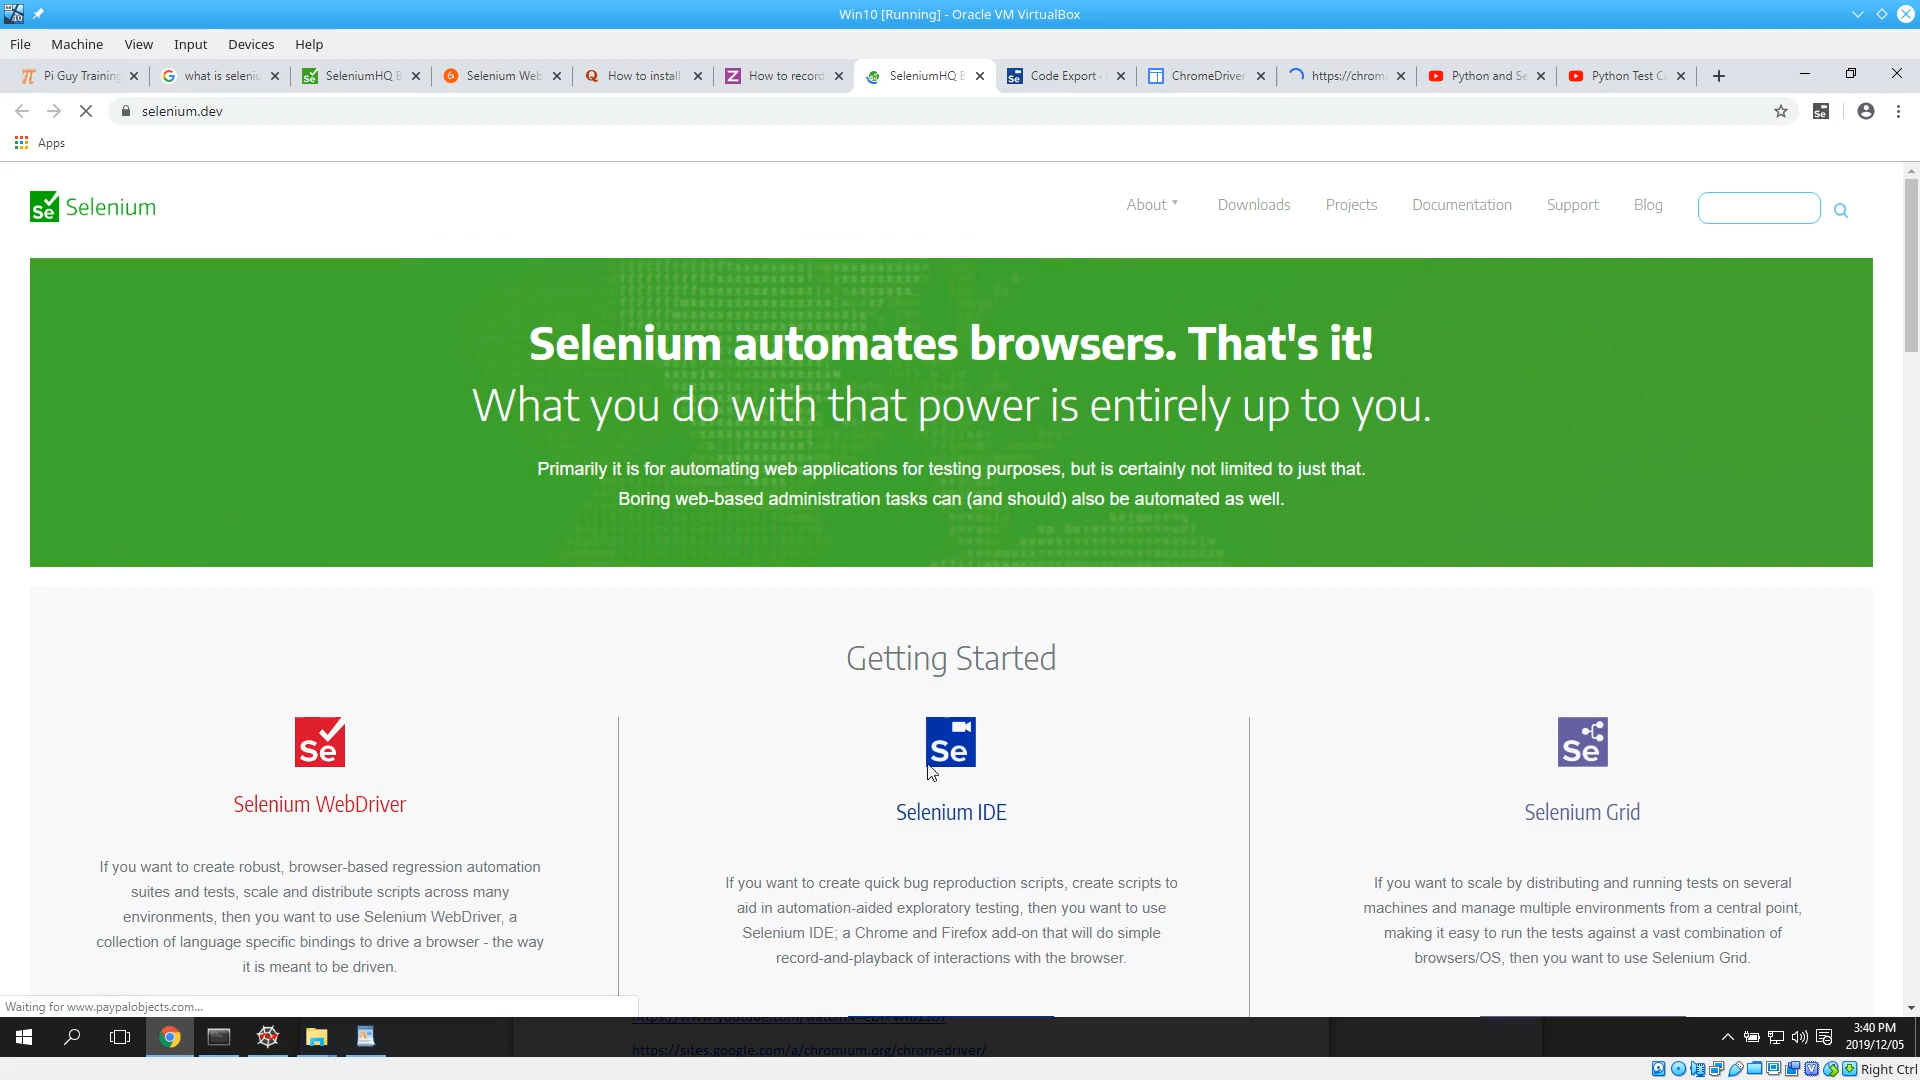 Win10 [Running] - Oracle VM VirtualBox
File Machine View Input Devices Help
Pi Guy Training
what is seleniu
SeleniumHQ B
Selenium Web
How to install
How to record
SeleniumHQ B
Code Export -
ChromeDriver
https://chrom
Python and Se
Python Test Ca
selenium.dev
Apps
Se Selenium
About
Downloads
Projects
Documentation
Support
Blog
Selenium automates browsers. That's it!
What you do with that power is entirely up to you.
Primarily it is for automating web applications for testing purposes, but is certainly not limited to just that.
Boring web-based administration tasks can (and should) also be automated as well.
Getting Started
Se
Selenium WebDriver
If you want to create robust, browser-based regression automation
suites and tests, scale and distribute scripts across many
environments, then you want to use Selenium WebDriver, a
collection of language specific bindings to drive a browser - the way
it is meant to be driven.
Se
Selenium IDE
If you want to create quick bug reproduction scripts, create scripts to
aid in automation-aided exploratory testing, then you want to use
Selenium IDE; a Chrome and Firefox add-on that will do simple
record-and-playback of interactions with the browser.
Se
Selenium Grid
If you want to scale by distributing and running tests on several
machines and manage multiple environments from a central point,
making it easy to run the tests against a vast combination of
browsers/OS, then you want to use Selenium Grid.
Waiting for www.paypalobjects.com...
https://sites.google.com/a/chromium.org/chromedriver/
3:40 PM
2019/12/05
Right Ctrl